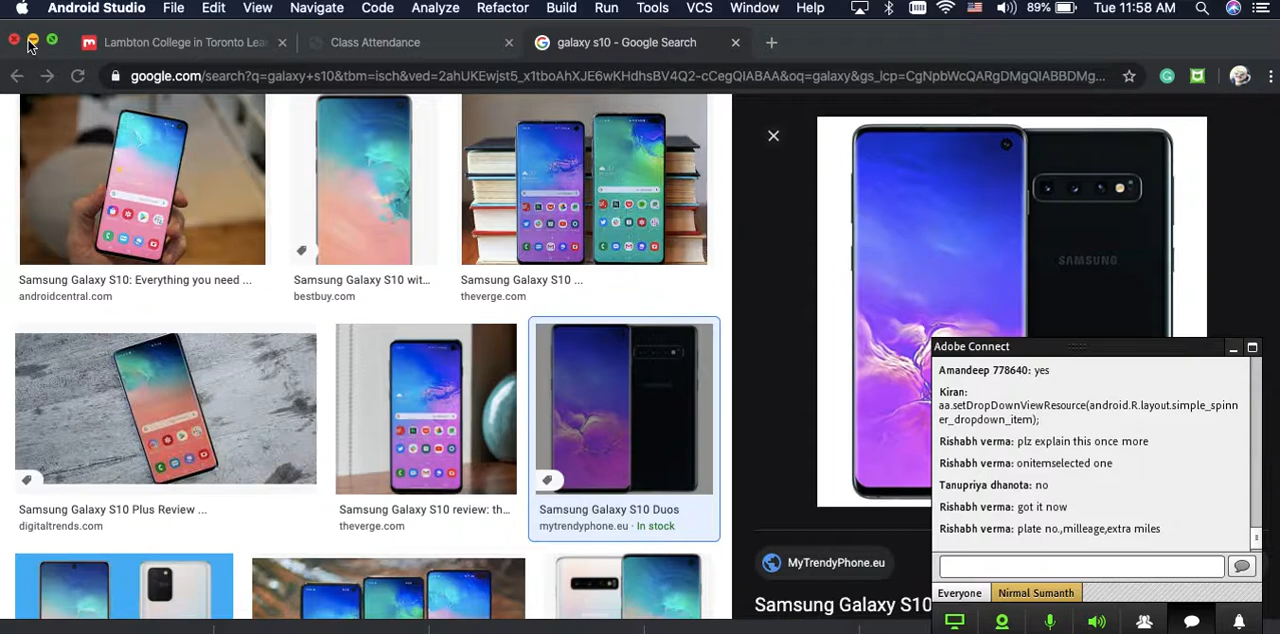 Android Studio File Edit View Navigate Code Analyze Refactor Build Run Tools VCS Window Help 89% Tue 11:58 AM
Lambton College in Toronto Lea Class Attendance galaxy s10 - Google Search
google.com/search?q=galaxy+s10&tbm=isch&ved=2ahUKEwjst5_x1tboAhXJE6wKHdhsBV4Q2-cCegQIABAA&oq=galaxy&gs_lcp=CgNpbWcQARgDMgQIABBDMg...
SAMSUNG
Samsung Galaxy S10: Everything you need ...
androidcentral.com
Samsung Galaxy S10 wit...
bestbuy.com
Samsung Galaxy S10 ...
theverge.com
Samsung Galaxy S10 Plus Review ...
digitaltrends.com
Samsung Galaxy S10 review: th...
theverge.com
Samsung Galaxy S10 Duos
mytrendyphone.eu · In stock
MyTrendyPhone.eu
Samsung Galaxy S10
Adobe Connect
Amandeep 778640: yes
Kiran:
aa.setDropDownViewResource(android.R.layout.simple_spinn
er_dropdown_item);
Rishabh verma: plz explain this once more
Rishabh verma: onitemselected one
Tanupriya dhanota: no
Rishabh verma: got it now
Rishabh verma: plate no.,milleage,extra miles
Everyone Nirmal Sumanth